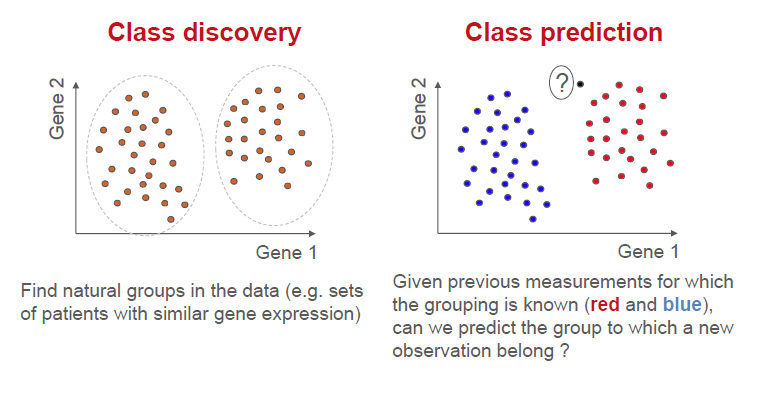 Class discovery
Gene 2
Gene 1
Find natural groups in the data (e.g. sets
of patients with similar gene expression)
Class prediction
Gene 2
?
Gene 1
Given previous measurements for which
the grouping is known (red and blue),
can we predict the group to which a new
observation belong ?